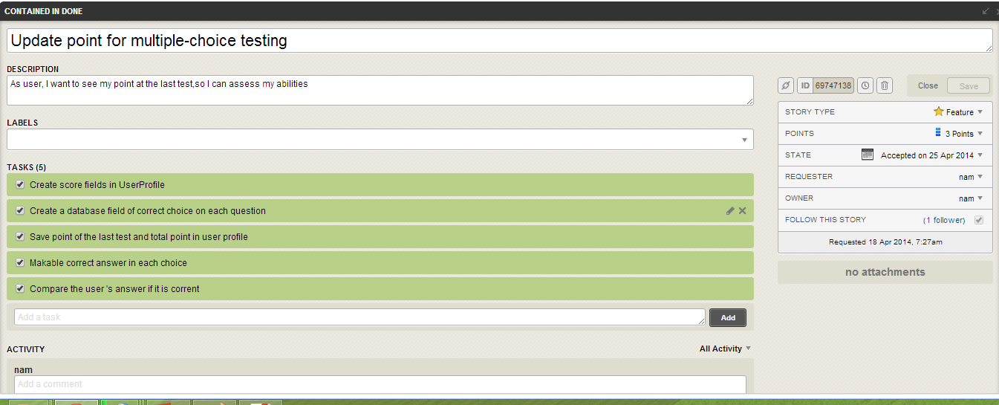 CONTAINED IN DONE
Update point for multiple-choice testing
DESCRIPTION
As user, I want to see my point at the last test,so I can assess my abilities
ID 69747138
Close
Save
LABELS
STORY TYPE Feature
POINTS 3 Points
STATE Accepted on 25 Apr 2014
REQUESTER nam
OWNER nam
FOLLOW THIS STORY (1 follower)
Requested 18 Apr 2014, 7:27am
no attachments
TASKS (5)
Create score fields in UserProfile
Create a database field of correct choice on each question
Save point of the last test and total point in user profile
Makable correct answer in each choice
Compare the user 's answer if it is corrent
Add a task
Add
ACTIVITY
All Activity
nam
Add a comment